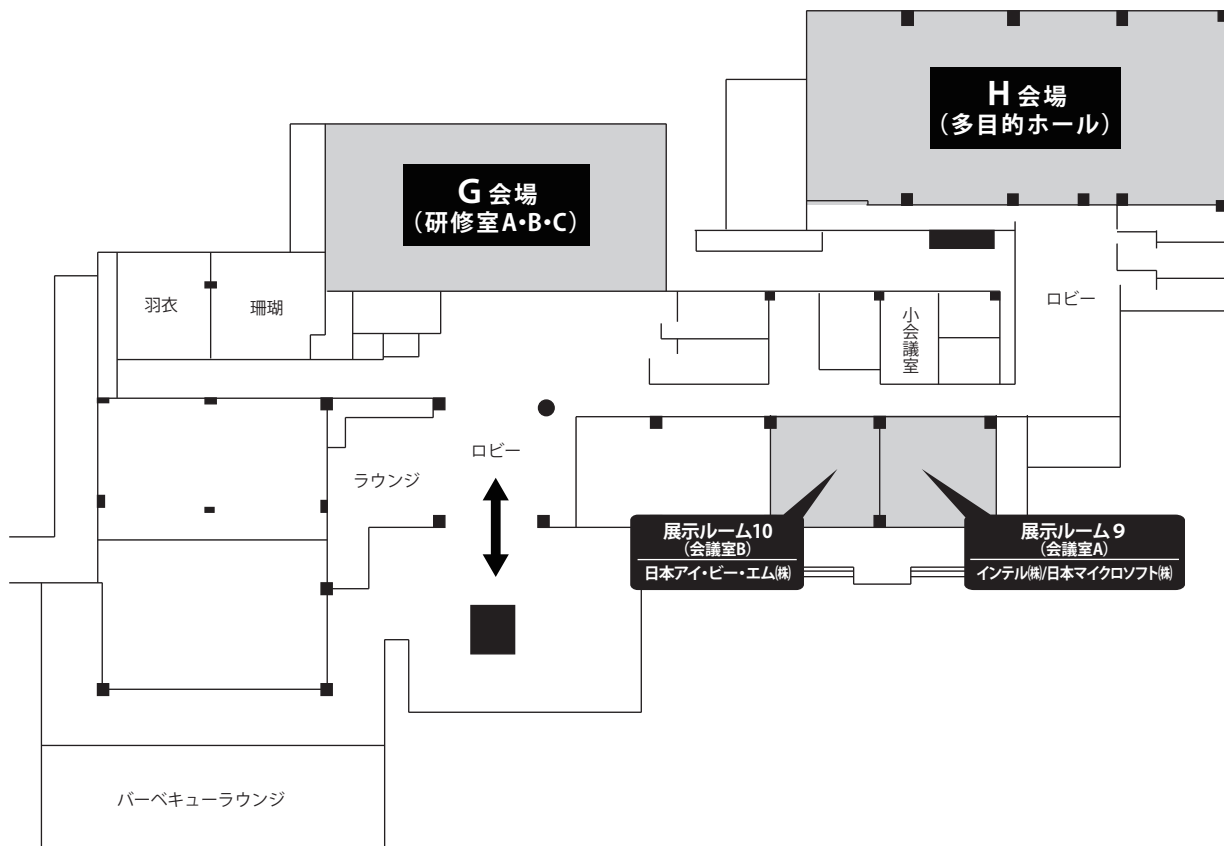 H 会場
（多目的ホール）
G 会場
（研修室A・B・C）
羽衣
珊瑚
小会議室
ロビー
ラウンジ
ロビー
展示ルーム10
（会議室B）
日本アイ・ビー・エム㈱
展示ルーム9
（会議室A）
インテル㈱/日本マイクロソフト㈱
バーベキューラウンジ